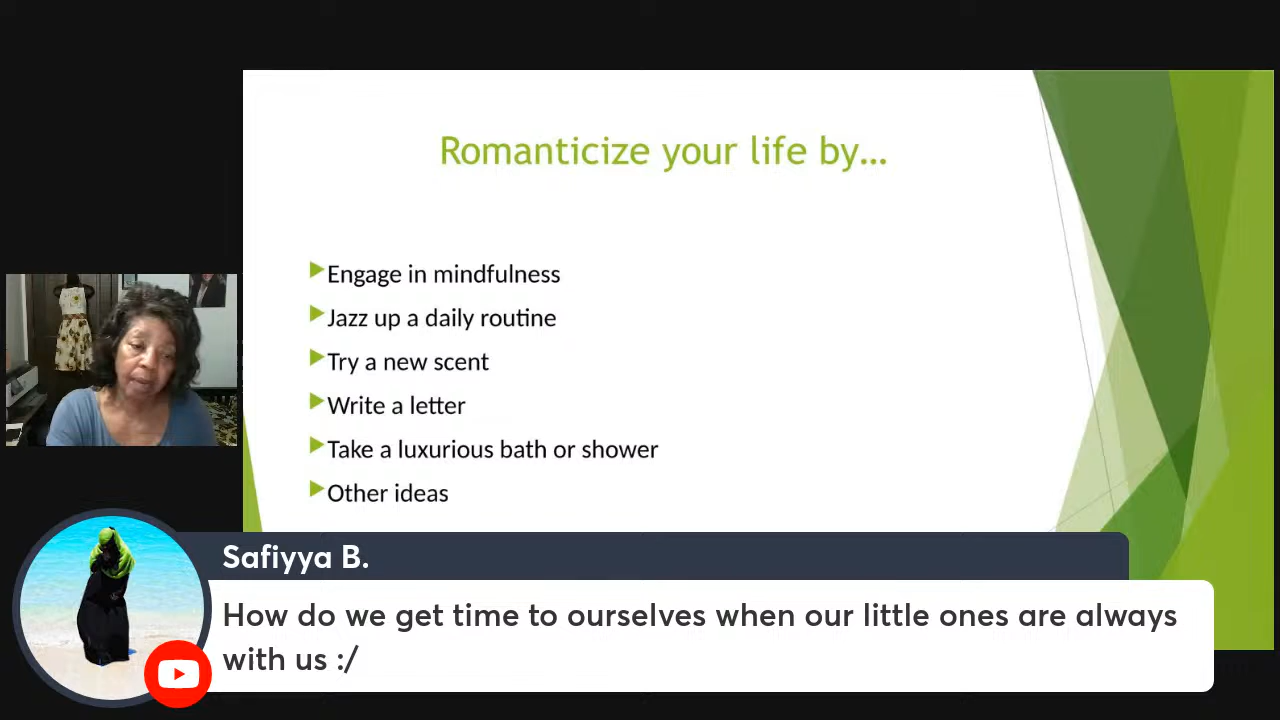 Romanticize your life by...
Engage in mindfulness
Jazz up a daily routine
Try a new scent
Write a letter
Take a luxurious bath or shower
Other ideas
Safiyya B.
How do we get time to ourselves when our little ones are always
with us :/